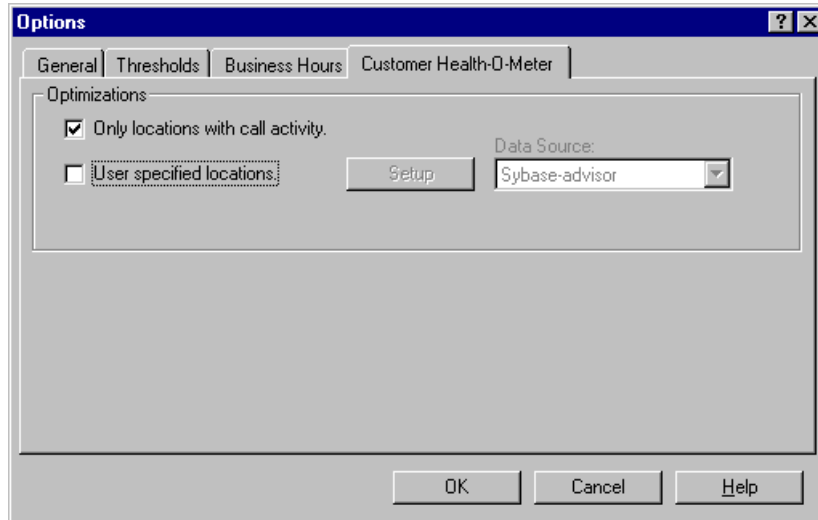 Options
General Thresholds Business Hours Customer Health-O-Meter
Optimizations
Only locations with call activity.
Data Source:
User specified locations. Setup Sybase-advisor
OK Cancel Help